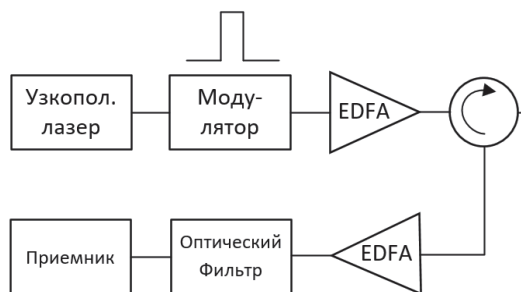 Узкопол.
лазер
Моду-
лятор
EDFA
Приемник
Оптический
Фильтр
EDFA